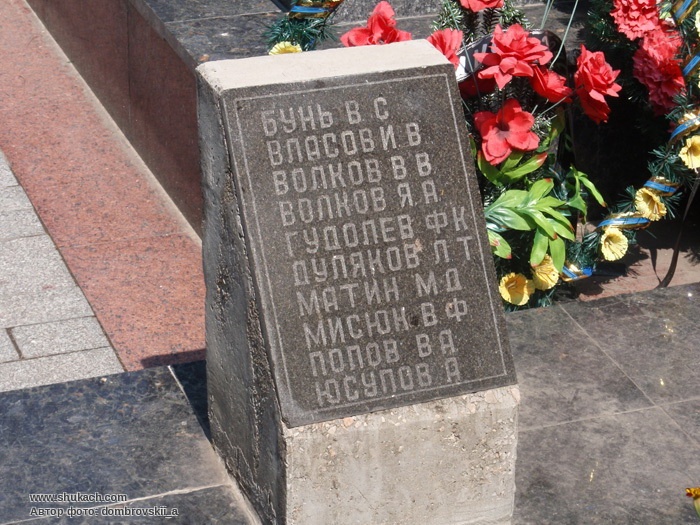 БУНЬ В С
ВЛАСОВ И В
ВОЛКОВ В В
ВОЛКОВ Я А
ГУДОЛЕВ Ф К
ДУЛЯКОВ Л Т
МАТИН М Д
МИСЮК В Ф
ПОПОВ В А
ЮСУПОВ А
www.shukach.com
Автор фото: dombrovskii_a